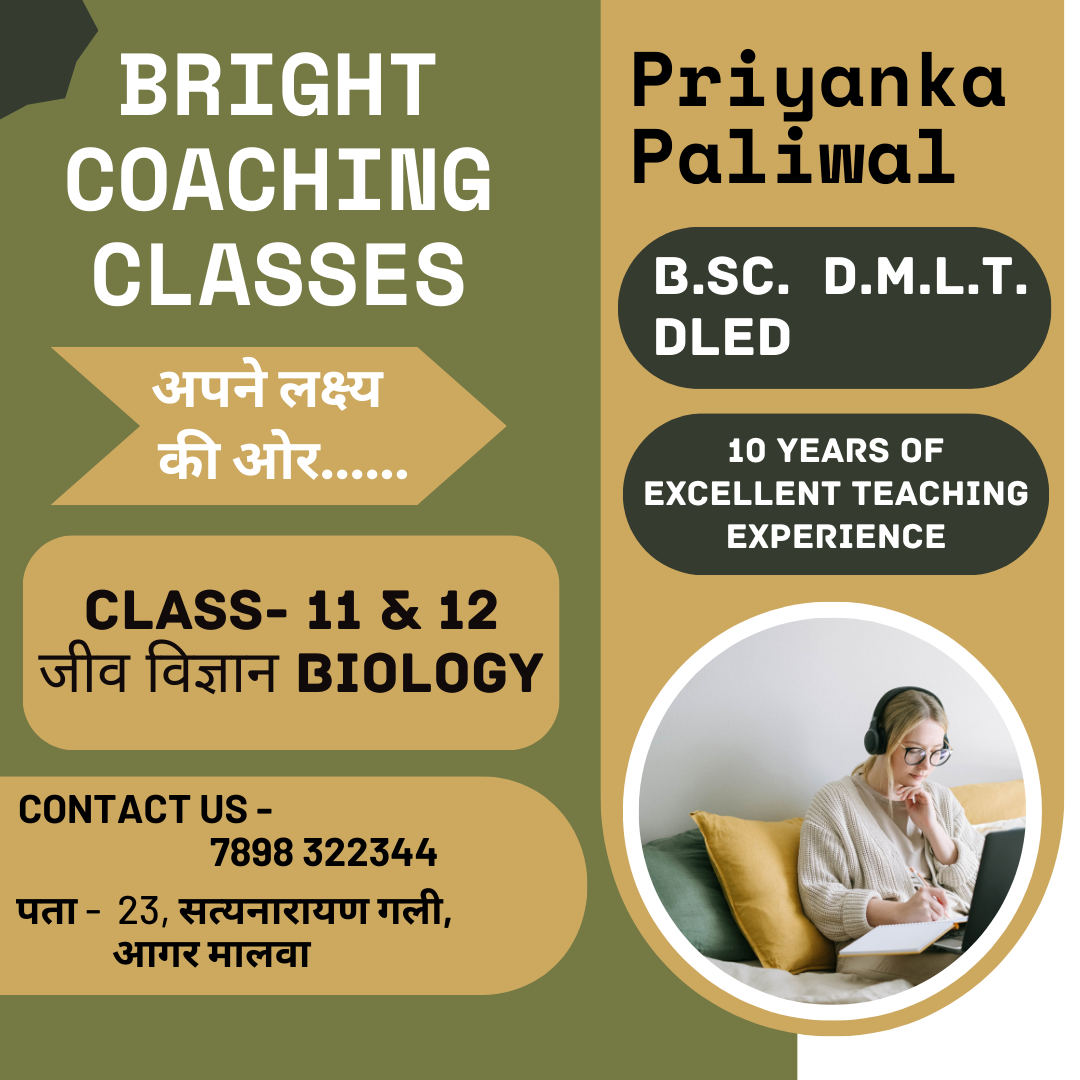 BRIGHT
COACHING
CLASSES
अपने लक्ष्य
की ओर......
CLASS- 11 & 12
जीव विज्ञान BIOLOGY
CONTACT US -
7898 322344
पता - 23, सत्यनारायण गली,
आगर मालवा
Priyanka
Paliwal
B.SC. D.M.L.T.
DLED
10 YEARS OF
EXCELLENT TEACHING
EXPERIENCE